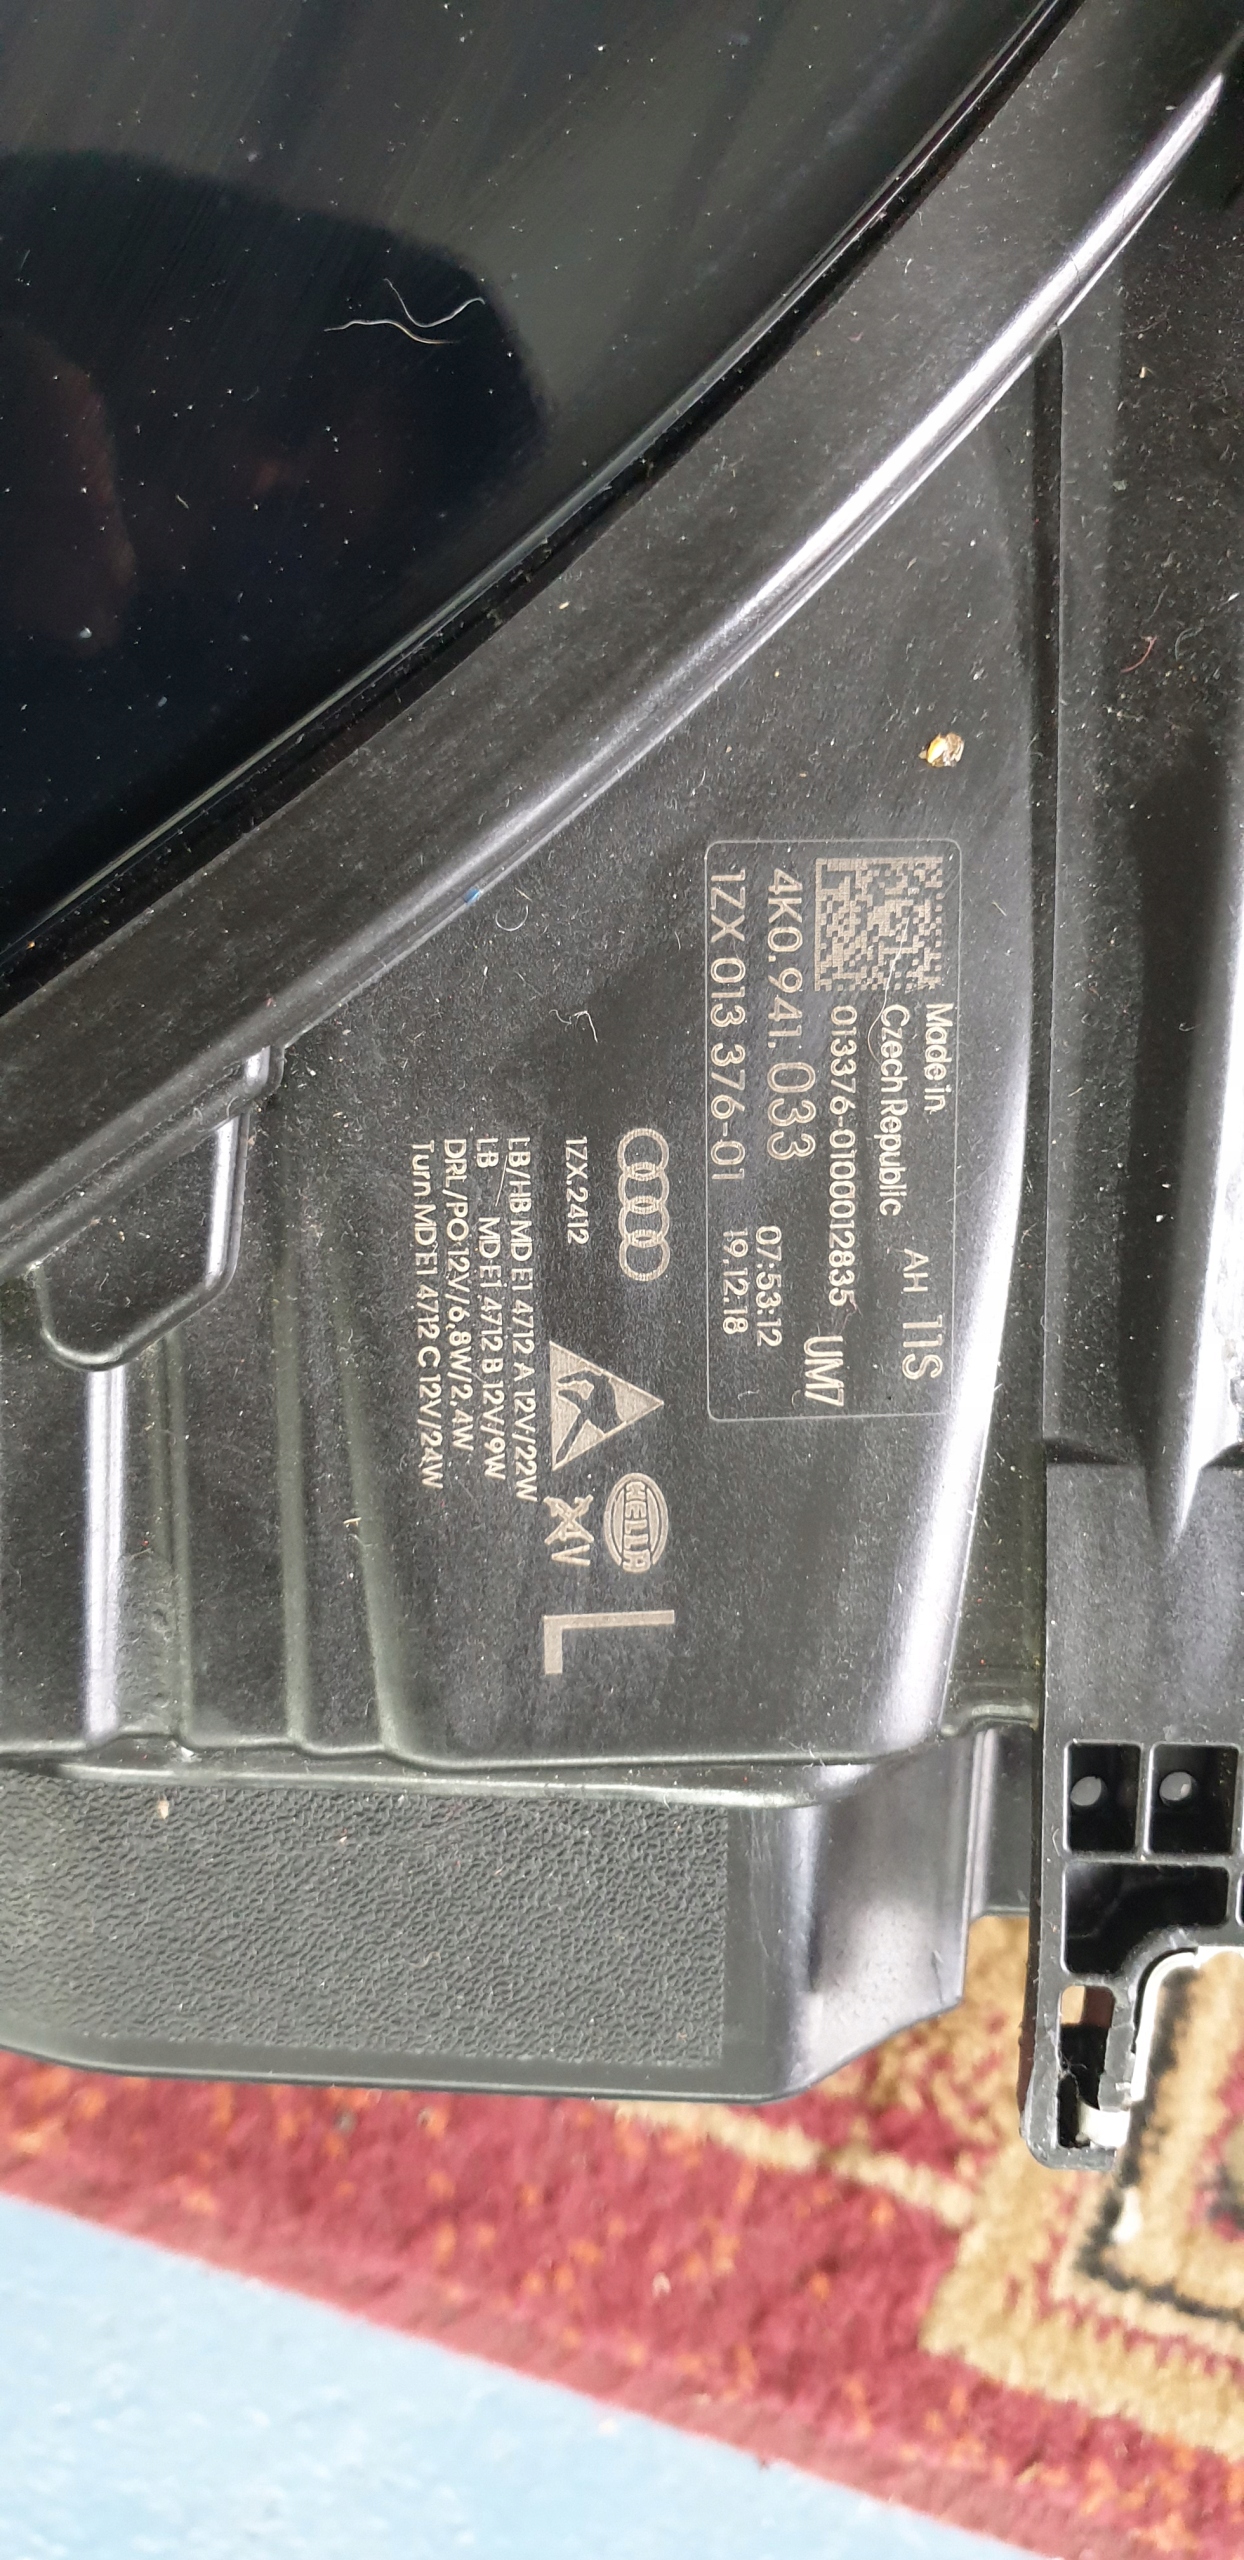 Made in
Czech Republic
AH 11S
013376-0100012835
UM7
4K0.941.033
07:53:12
1ZX 013 376-01
19.12.18
HELLA
L
1ZX.2412
LB/HB MD E1 4712 A 12V/22W
LB MD E1 4712 B 12V/9W
DRL/PO 12V/6,8W/2,4W
Turn MD E1 4712 C 12V/24W